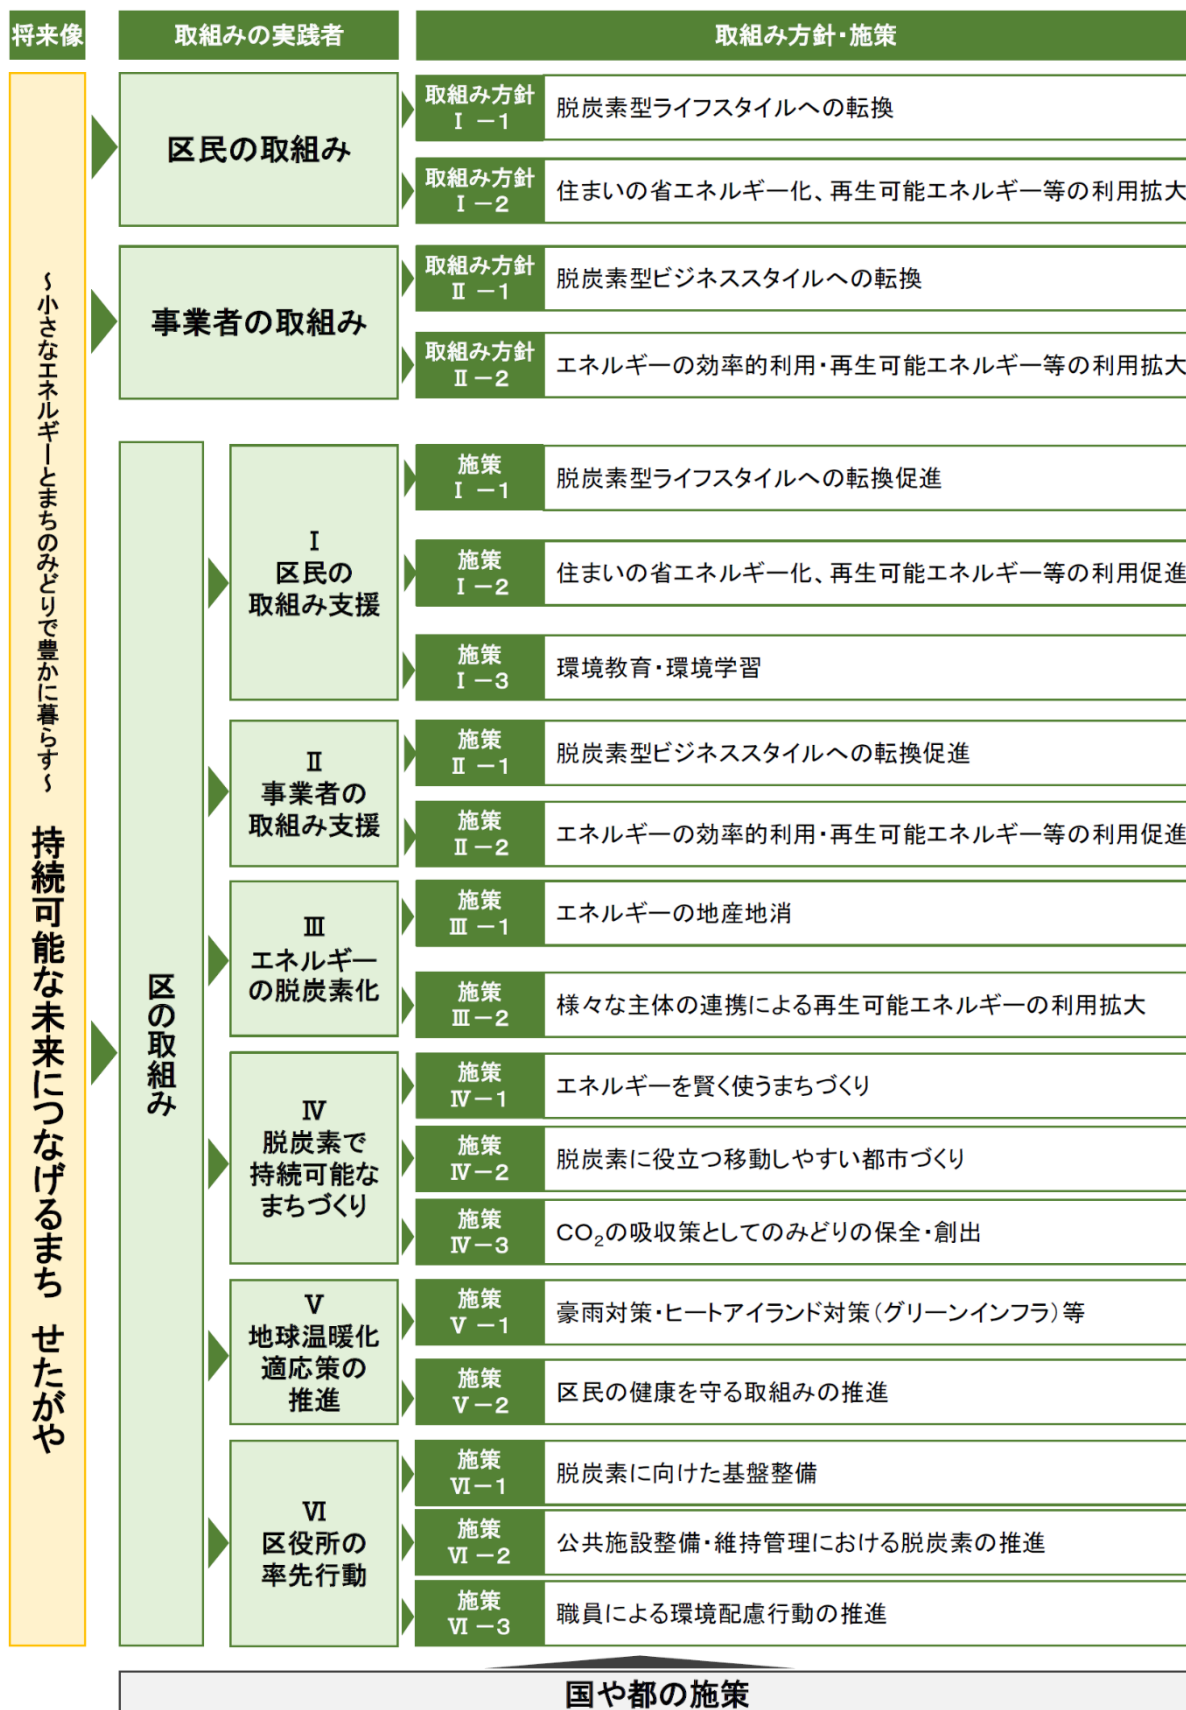 将来像
取組みの実践者
取組み方針・施策
～小さなエネルギーとまちのみどりで豊かに暮らす～
持続可能な未来につなげるまち せたがや
区民の取組み
取組み方針
Ⅰ－1
脱炭素型ライフスタイルへの転換
取組み方針
Ⅰ－2
住まいの省エネルギー化、再生可能エネルギー等の利用拡大
事業者の取組み
取組み方針
Ⅱ－1
脱炭素型ビジネススタイルへの転換
取組み方針
Ⅱ－2
エネルギーの効率的利用・再生可能エネルギー等の利用拡大
区の取組み
Ⅰ
区民の
取組み支援
施策
Ⅰ－1
脱炭素型ライフスタイルへの転換促進
施策
Ⅰ－2
住まいの省エネルギー化、再生可能エネルギー等の利用促進
施策
Ⅰ－3
環境教育・環境学習
Ⅱ
事業者の
取組み支援
施策
Ⅱ－1
脱炭素型ビジネススタイルへの転換促進
施策
Ⅱ－2
エネルギーの効率的利用・再生可能エネルギー等の利用促進
Ⅲ
エネルギー
の脱炭素化
施策
Ⅲ－1
エネルギーの地産地消
施策
Ⅲ－2
様々な主体の連携による再生可能エネルギーの利用拡大
Ⅳ
脱炭素で
持続可能な
まちづくり
施策
Ⅳ－1
エネルギーを賢く使うまちづくり
施策
Ⅳ－2
脱炭素に役立つ移動しやすい都市づくり
施策
Ⅳ－3
CO₂の吸収策としてのみどりの保全・創出
Ⅴ
地球温暖化
適応策の
推進
施策
Ⅴ－1
豪雨対策・ヒートアイランド対策（グリーンインフラ）等
施策
Ⅴ－2
区民の健康を守る取組みの推進
Ⅵ
区役所の
率先行動
施策
Ⅵ－1
脱炭素に向けた基盤整備
施策
Ⅵ－2
公共施設整備・維持管理における脱炭素の推進
施策
Ⅵ－3
職員による環境配慮行動の推進
国や都の施策